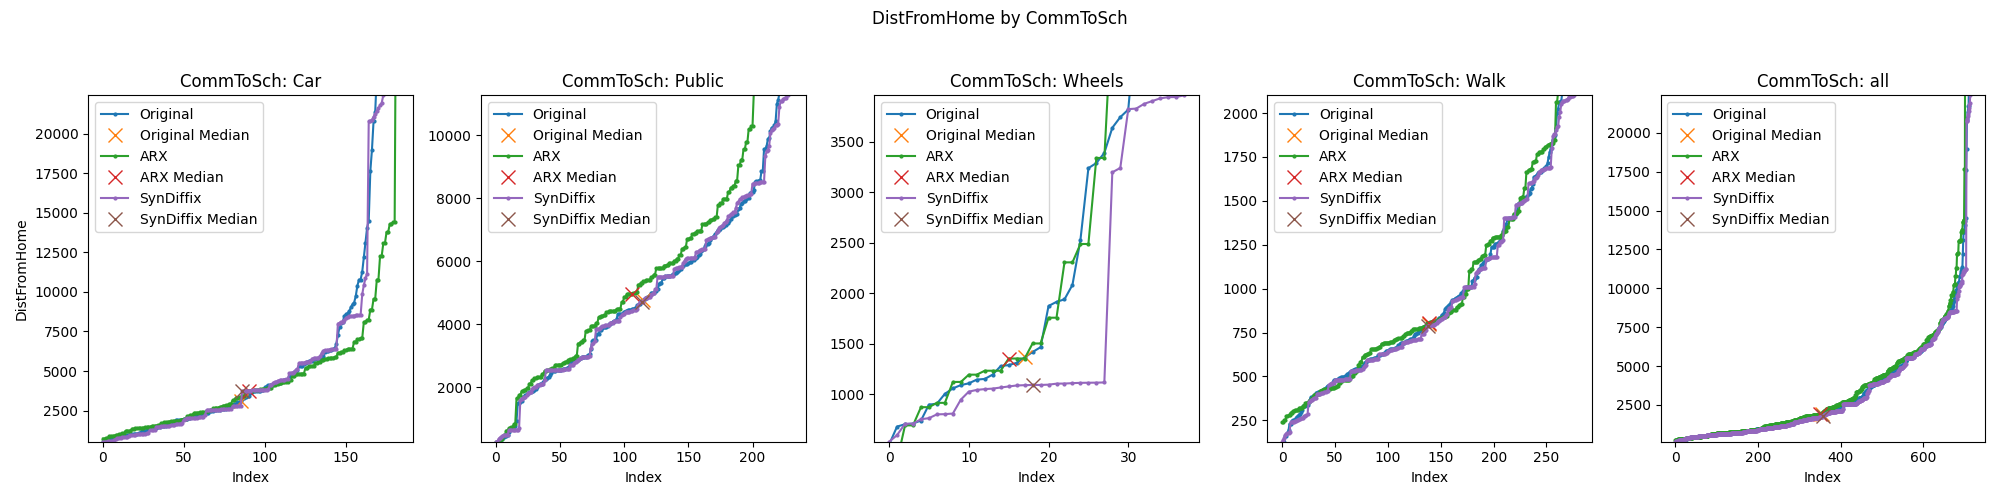 DistFromHome by CommToSch
CommToSch: Car
Original
Original Median
ARX
ARX Median
SynDiffix
SynDiffix Median
20000
17500
15000
12500
10000
7500
5000
2500
DistFromHome
0 50 100 150
Index
CommToSch: Public
Original
Original Median
ARX
ARX Median
SynDiffix
SynDiffix Median
10000
8000
6000
4000
2000
0 50 100 150 200
Index
CommToSch: Wheels
Original
Original Median
ARX
ARX Median
SynDiffix
SynDiffix Median
3500
3000
2500
2000
1500
1000
0 10 20 30
Index
CommToSch: Walk
Original
Original Median
ARX
ARX Median
SynDiffix
SynDiffix Median
2000
1750
1500
1250
1000
750
500
250
0 50 100 150 200 250
Index
CommToSch: all
Original
Original Median
ARX
ARX Median
SynDiffix
SynDiffix Median
20000
17500
15000
12500
10000
7500
5000
2500
0 200 400 600
Index